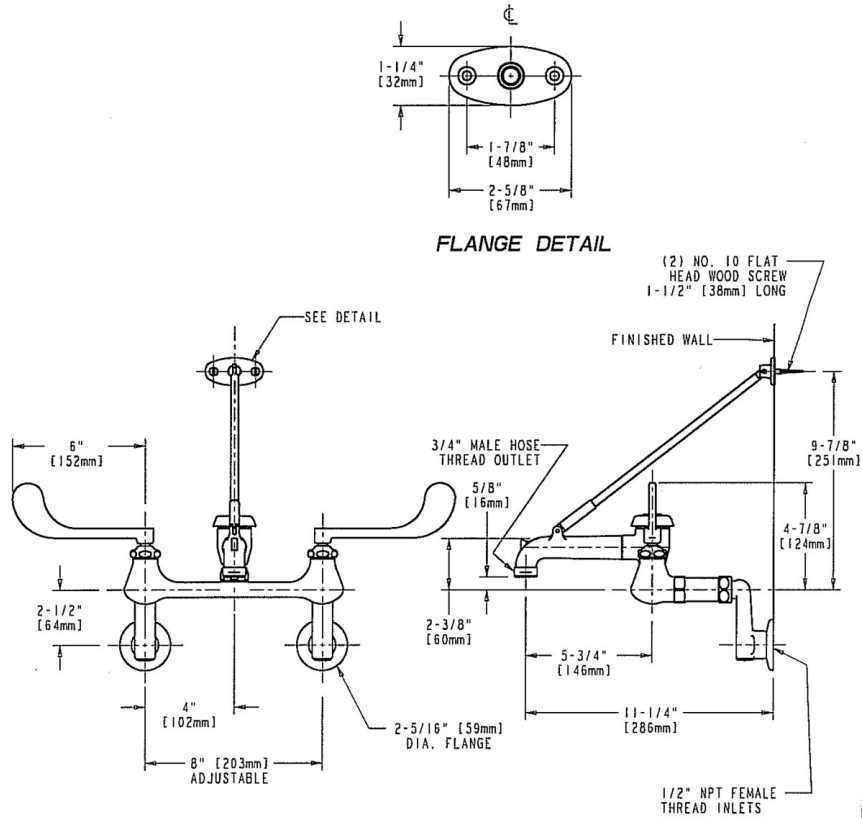 ℄
1-1/4"
[32mm]
1-7/8"
[48mm]
2-5/8"
[67mm]
FLANGE DETAIL
(2) NO. 10 FLAT
HEAD WOOD SCREW
1-1/2" [38mm] LONG
SEE DETAIL
FINISHED WALL
6"
[152mm]
3/4" MALE HOSE
THREAD OUTLET
9-7/8"
[251mm]
5/8"
[16mm]
4-7/8"
[124mm]
2-1/2"
[64mm]
2-3/8"
[60mm]
5-3/4"
[146mm]
4"
[102mm]
11-1/4"
[286mm]
2-5/16" [59mm]
DIA. FLANGE
8" [203mm]
ADJUSTABLE
1/2" NPT FEMALE
THREAD INLETS